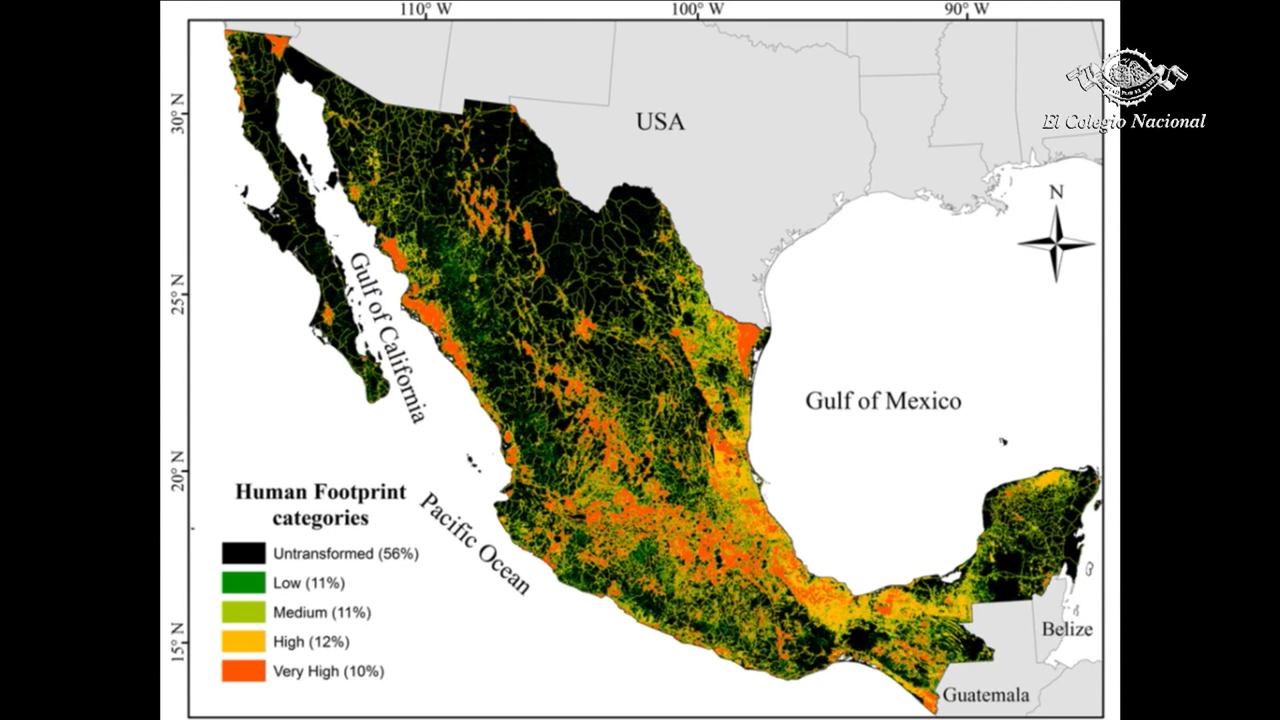 110° W
100° W
90° W
30° N
25° N
20° N
15° N
USA
El Colegio Nacional
N
Gulf of California
Gulf of Mexico
Pacific Ocean
Human Footprint
categories
Untransformed (56%)
Low (11%)
Medium (11%)
High (12%)
Very High (10%)
Belize
Guatemala